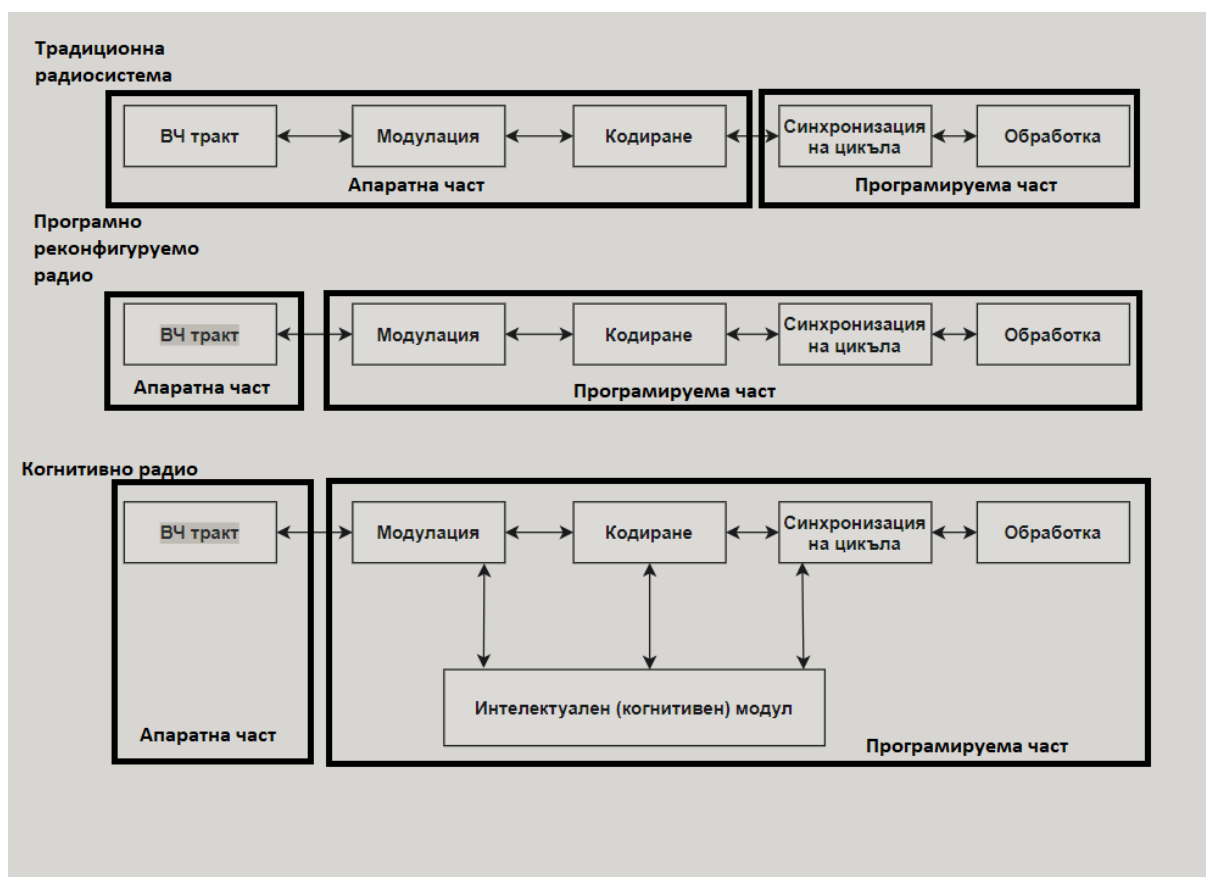 Традиционна
радиосистема
ВЧ тракт
Модулация
Кодиране
Синхронизация
на цикъла
Обработка
Апаратна част
Програмируема част
Програмно
реконфигуруемо
радио
ВЧ тракт
Модулация
Кодиране
Синхронизация
на цикъла
Обработка
Апаратна част
Програмируема част
Когнитивно радио
ВЧ тракт
Модулация
Кодиране
Синхронизация
на цикъла
Обработка
Интелектуален (когнитивен) модул
Апаратна част
Програмируема част